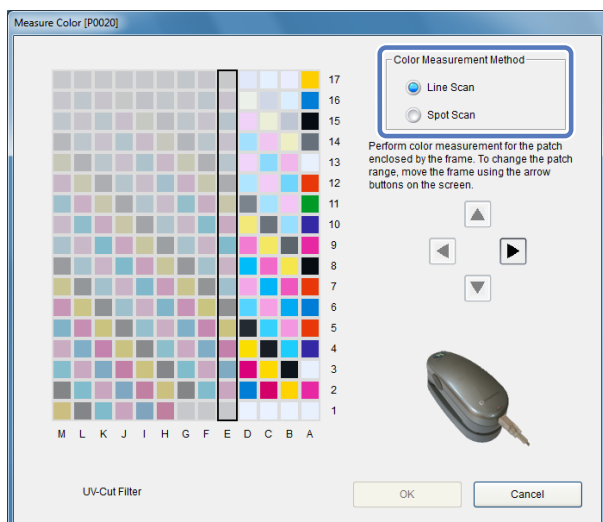 Measure Color [P0020]
Color Measurement Method
Line Scan
Spot Scan
Perform color measurement for the patch
enclosed by the frame. To change the patch
range, move the frame using the arrow
buttons on the screen.
17
16
15
14
13
12
11
10
9
8
7
6
5
4
3
2
1
M L K J I H G F E D C B A
UV-Cut Filter
OK
Cancel